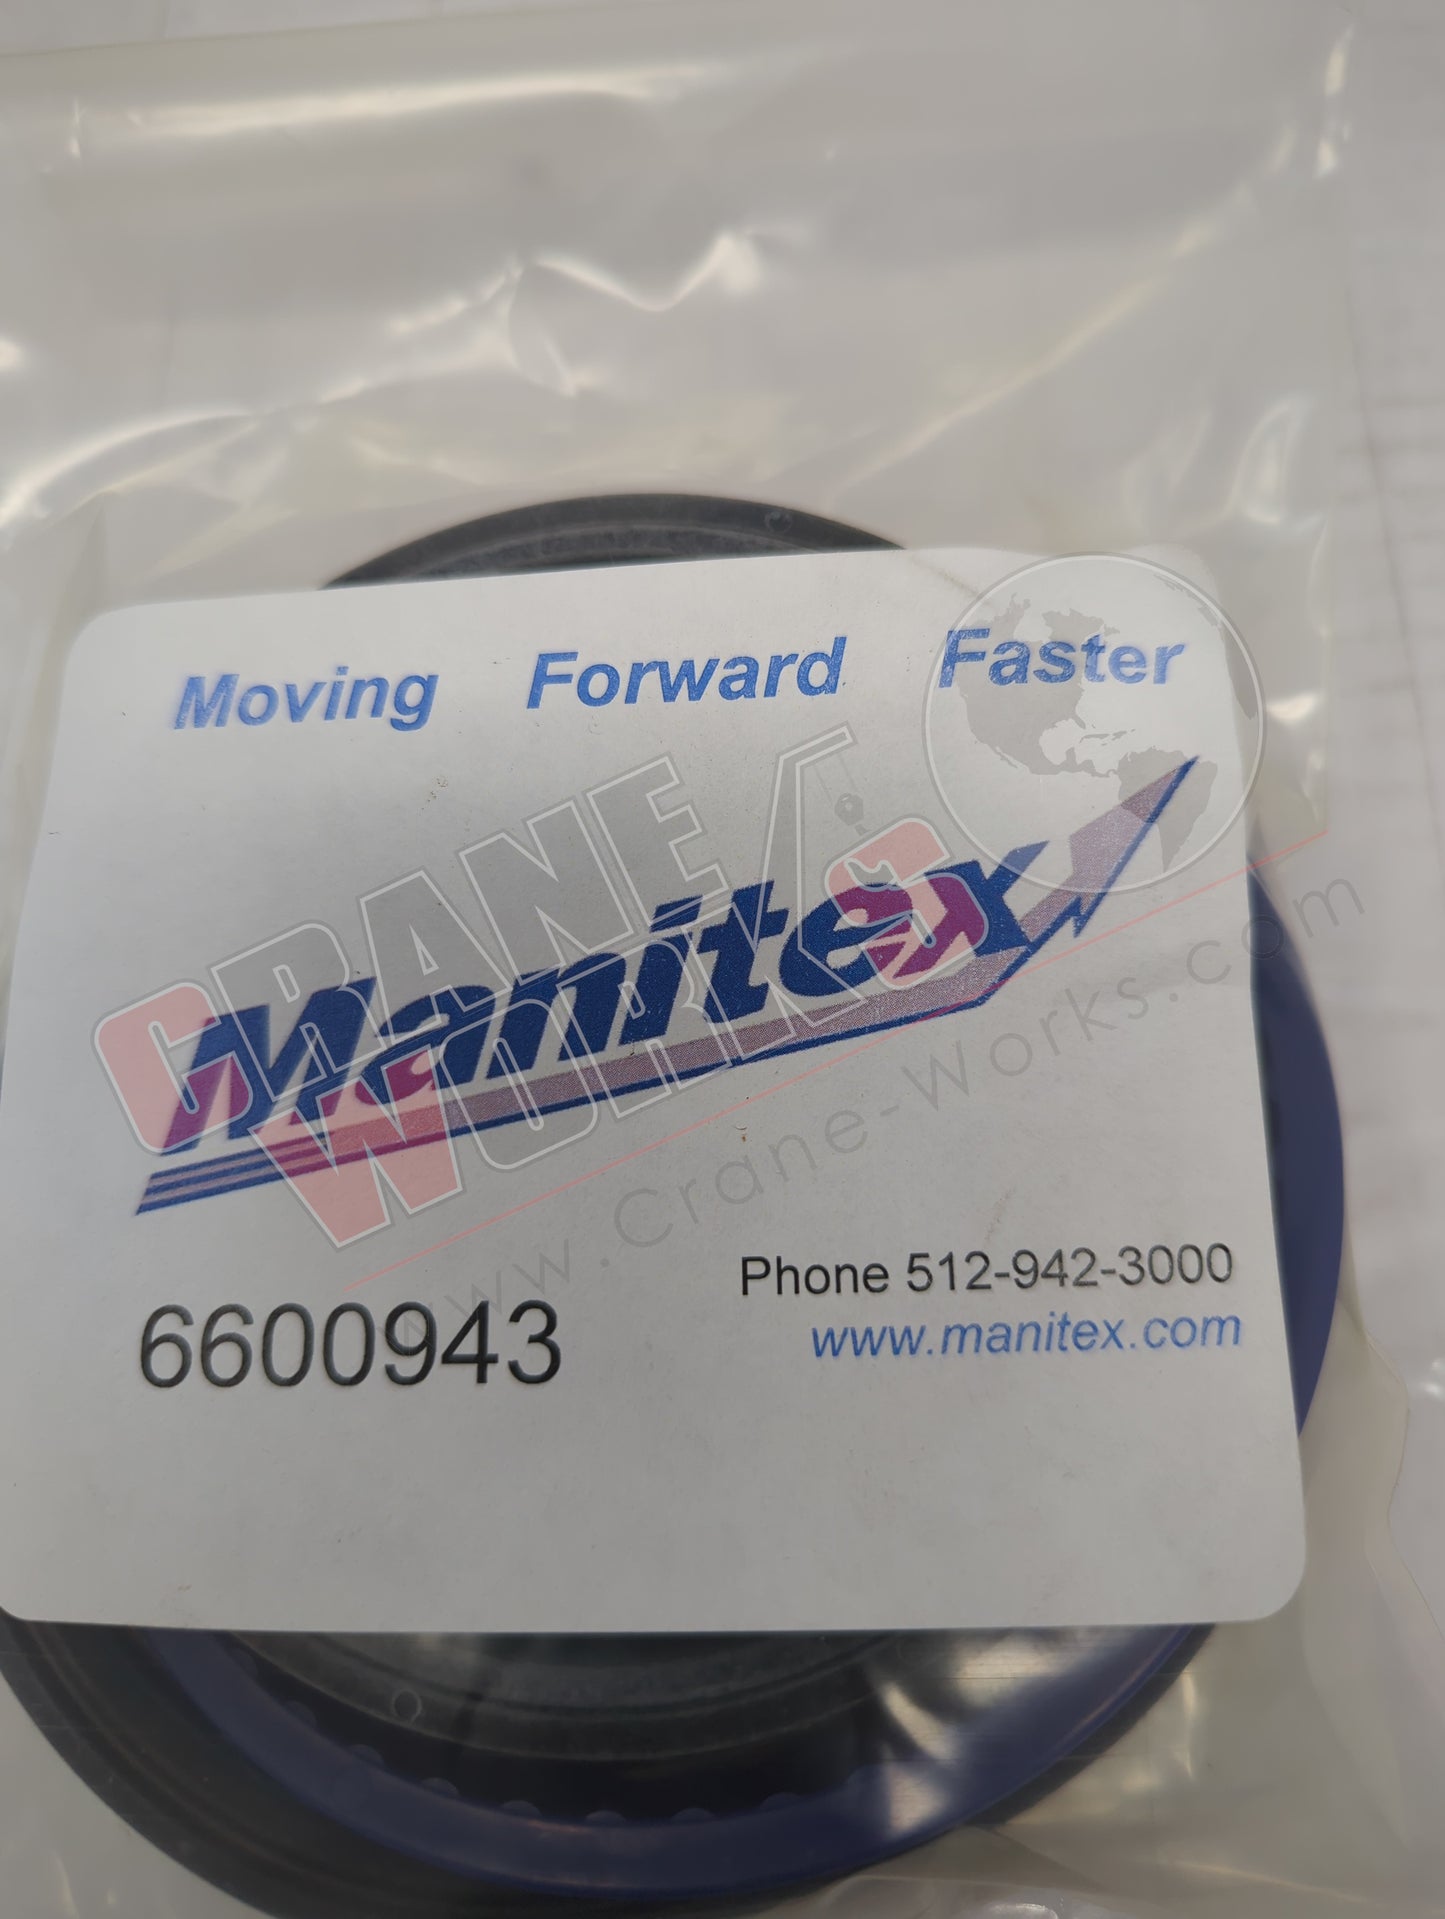 Moving Forward Faster
CRANE
WORKS
Manitex
www.Crane-Works.com
Phone 512-942-3000
www.manitex.com
6600943